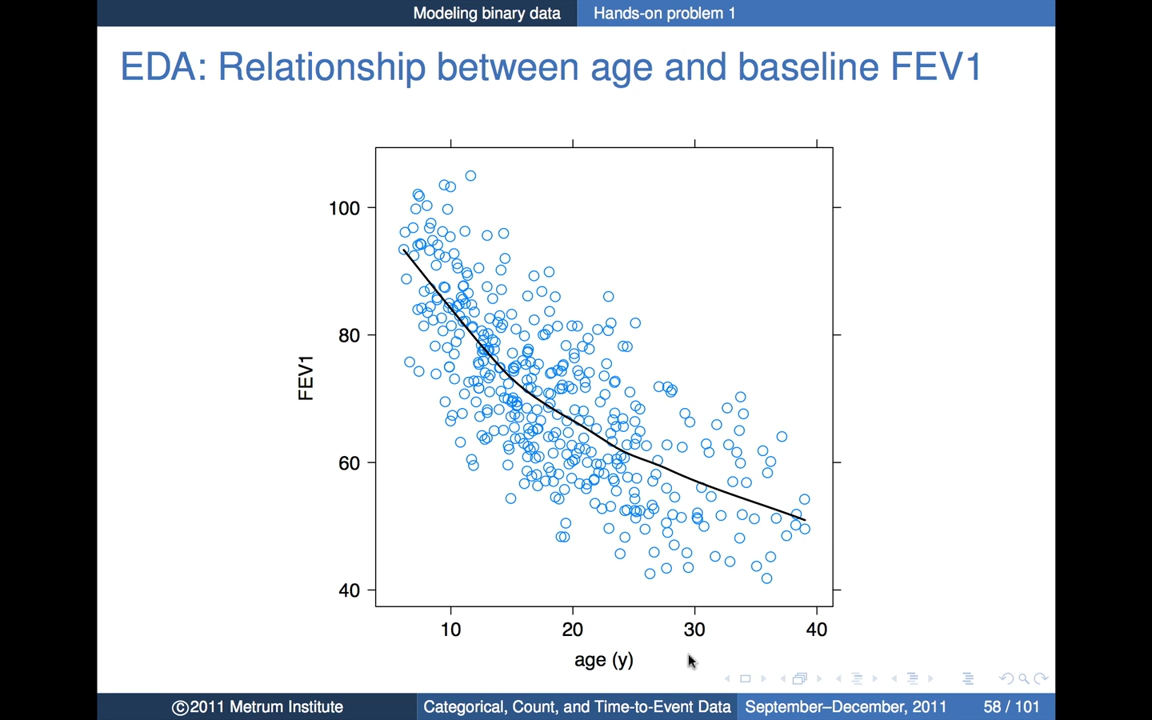 Modeling binary data Hands-on problem 1
EDA: Relationship between age and baseline FEV1
100
80
60
40
FEV1
10 20 30 40
age (y)
©2011 Metrum Institute Categorical, Count, and Time-to-Event Data September–December, 2011 58 / 101